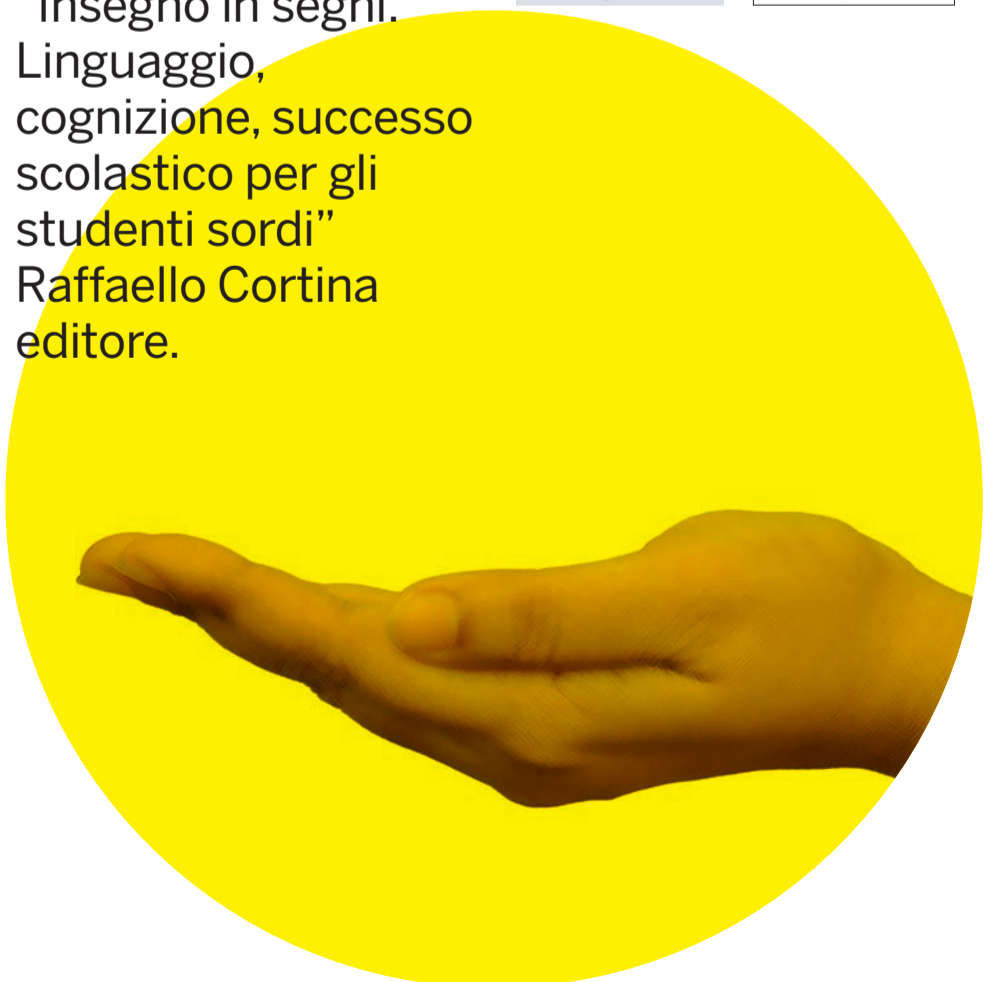 “Insegno in segni.
Linguaggio,
cognizione, successo
scolastico per gli
studenti sordi”
Raffaello Cortina
editore.